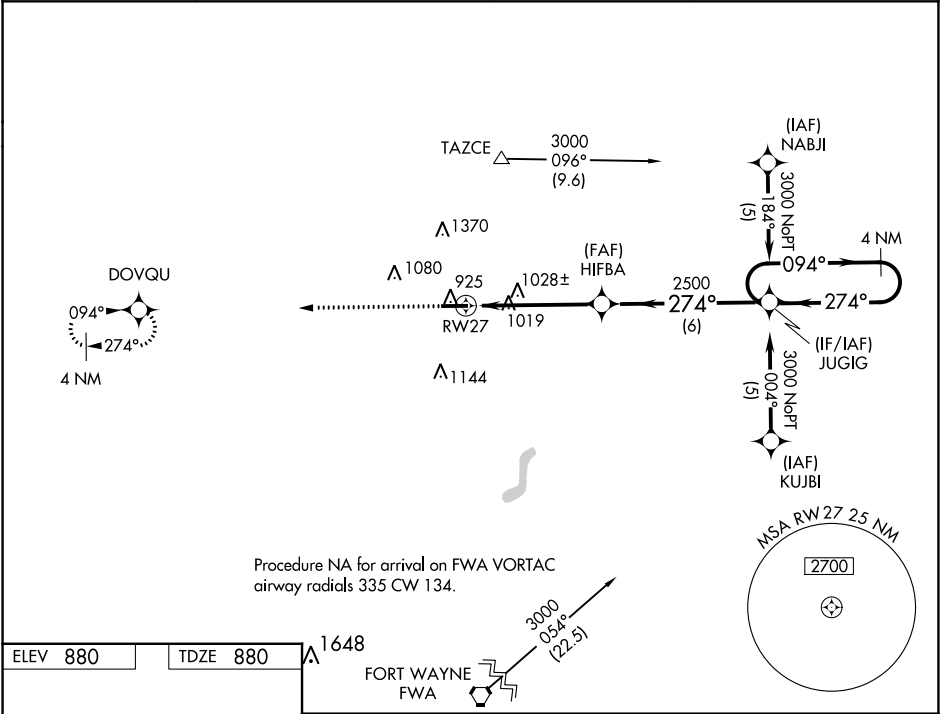 (IAF)
NABJI
TAZCE
3000
096°
(9.6)
3000 NoPT
184°
(5)
1370
4 NM
(FAF)
HIFBA
094°
DOVQU
1080
925
1028±
2500
274°
(6)
274°
094°
1019
RW27
274°
4 NM
(IF/IAF)
JUGIG
1144
3000 NoPT
004°
(5)
(IAF)
KUJBI
MSA RW27 25 NM
2700
Procedure NA for arrival on FWA VORTAC
airway radials 335 CW 134.
3000
054°
(22.5)
1648
ELEV 880
TDZE 880
FORT WAYNE
FWA